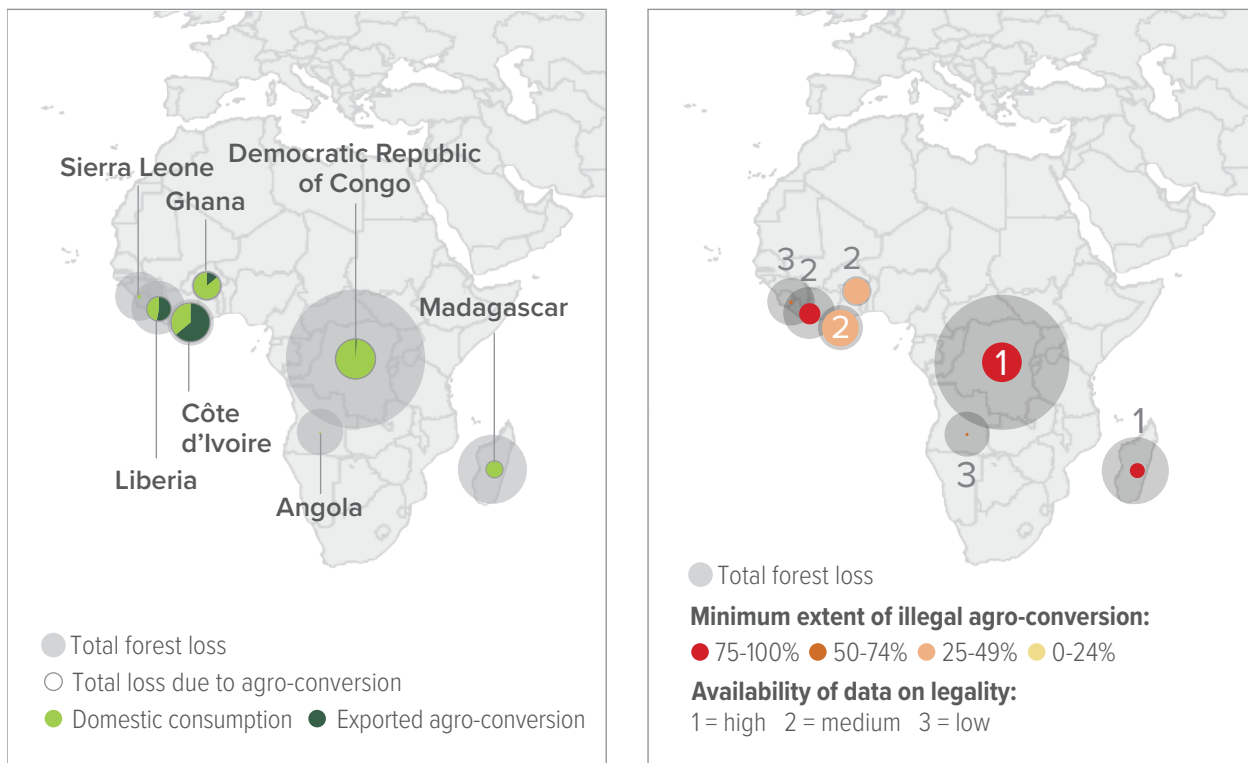 Sierra Leone
Democratic Republic
of Congo
Ghana
Madagascar
Côte
d'Ivoire
Liberia
Angola
Total forest loss
Total loss due to agro-conversion
Domestic consumption Exported agro-conversion
3
2
2
2
1
1
3
Total forest loss
Minimum extent of illegal agro-conversion:
75-100% 50-74% 25-49% 0-24%
Availability of data on legality:
1 = high 2 = medium 3 = low